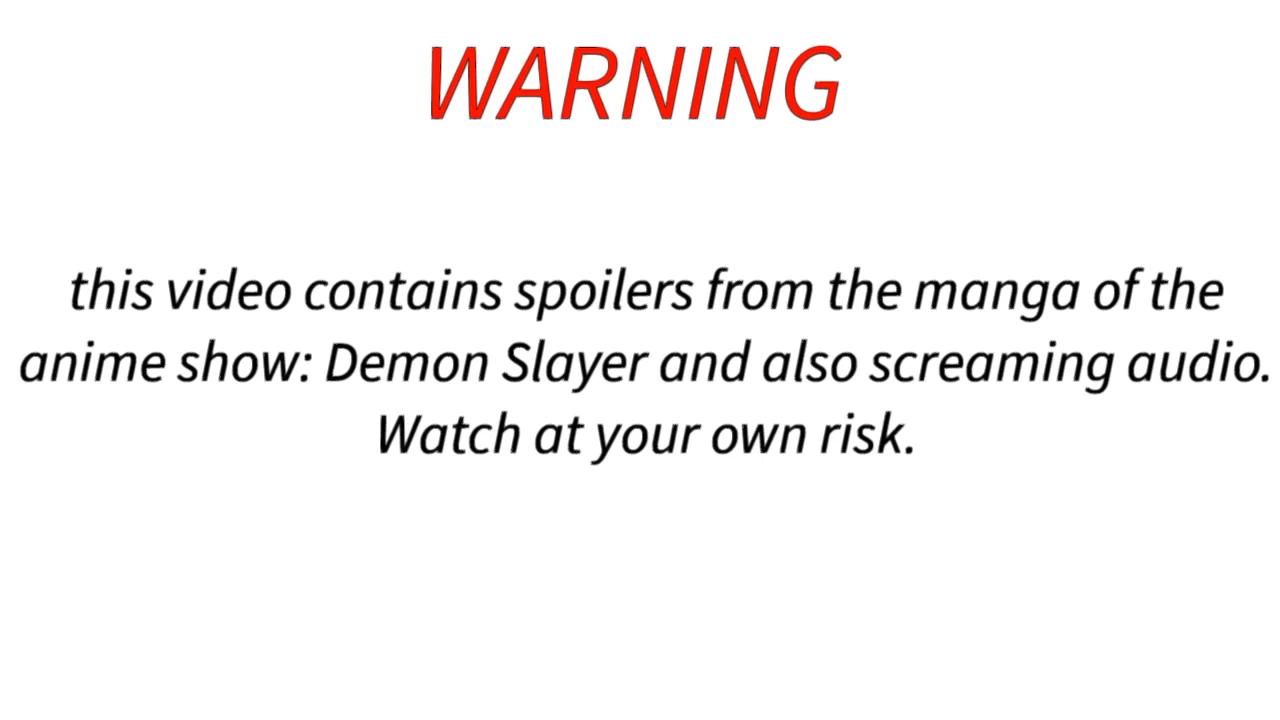 WARNING
this video contains spoilers from the manga of the
anime show: Demon Slayer and also screaming audio.
Watch at your own risk.